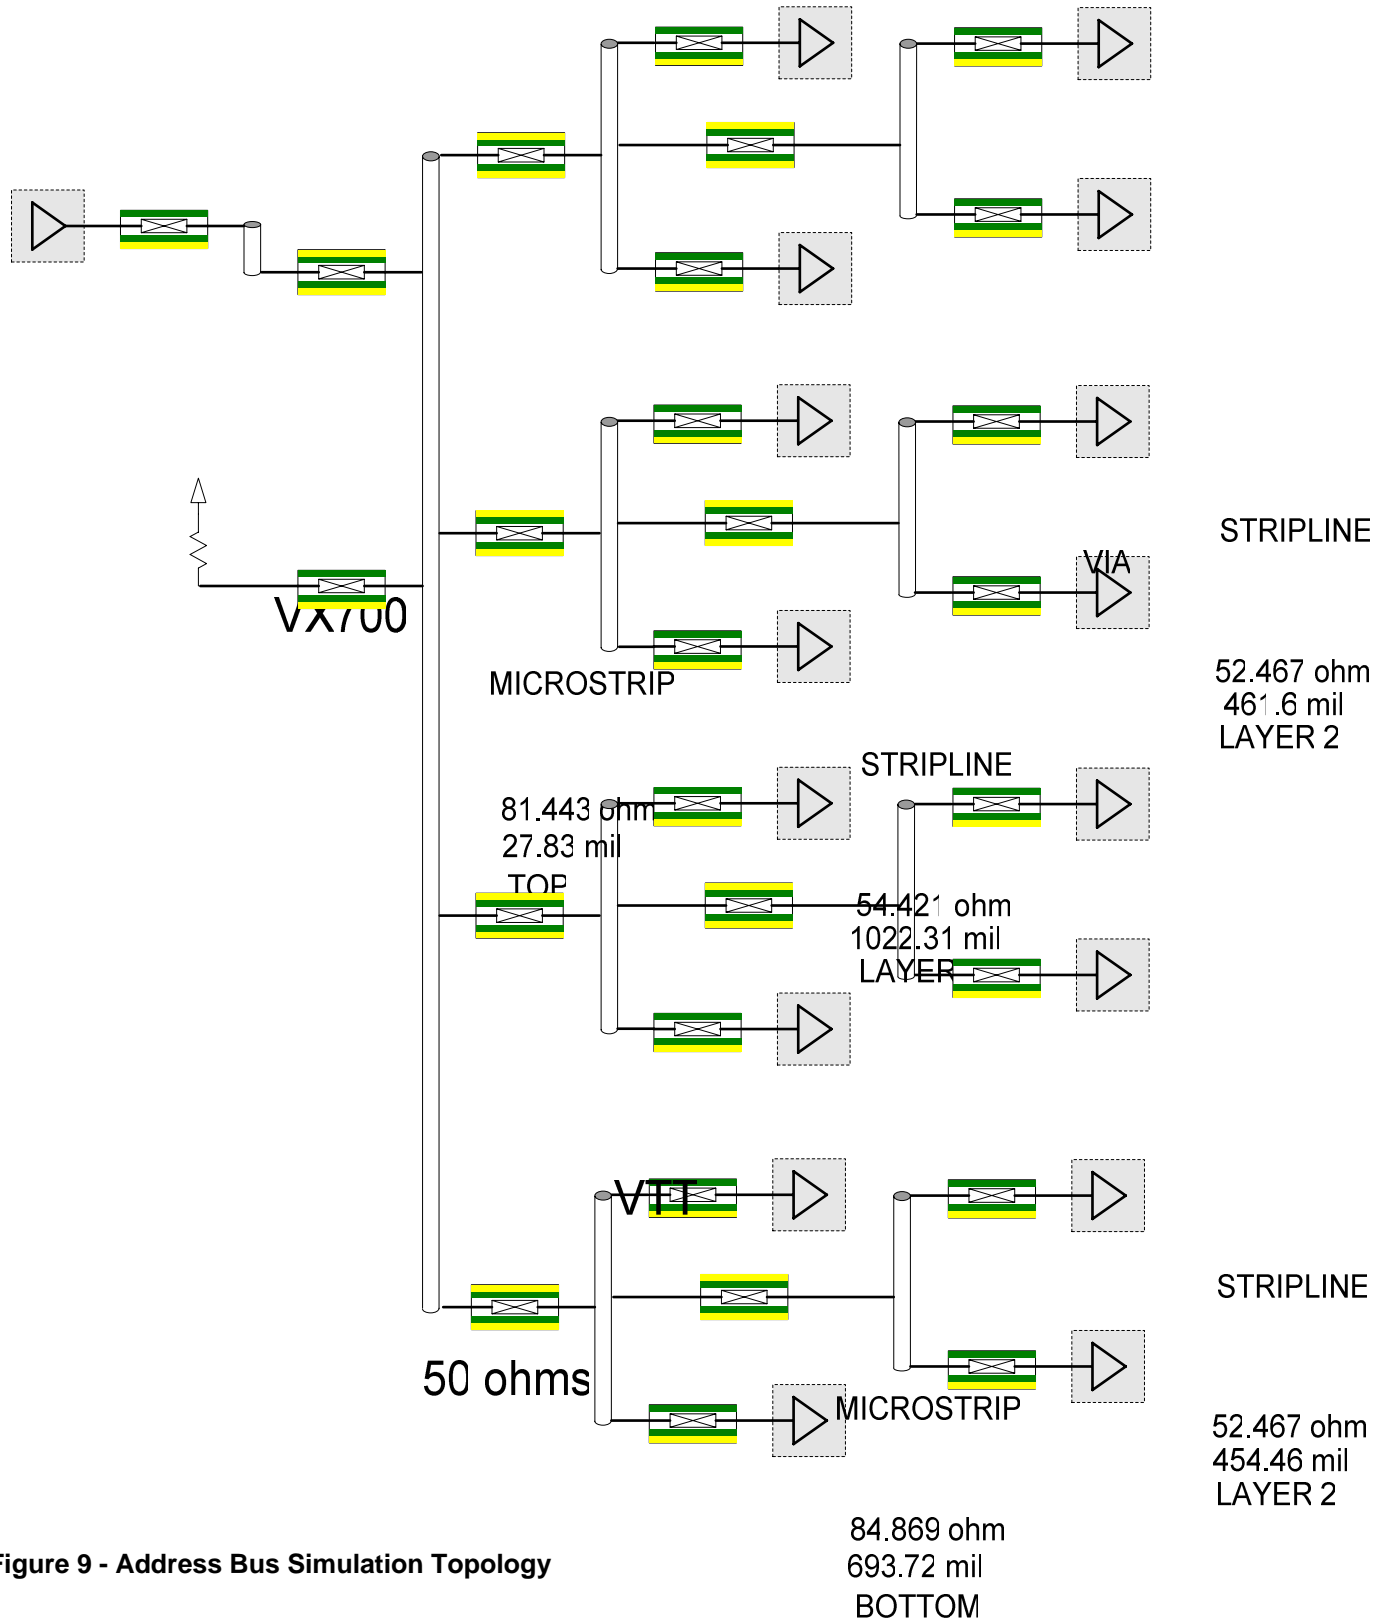 STRIPLINE
VIA
VX700
MICROSTRIP
52.467 ohm
461.6 mil
LAYER 2
STRIPLINE
81.443 ohm
27.83 mil
TOP
54.421 ohm
1022.31 mil
LAYER
VTT
STRIPLINE
50 ohms
MICROSTRIP
52.467 ohm
454.46 mil
LAYER 2
84.869 ohm
693.72 mil
BOTTOM
Figure 9 - Address Bus Simulation Topology